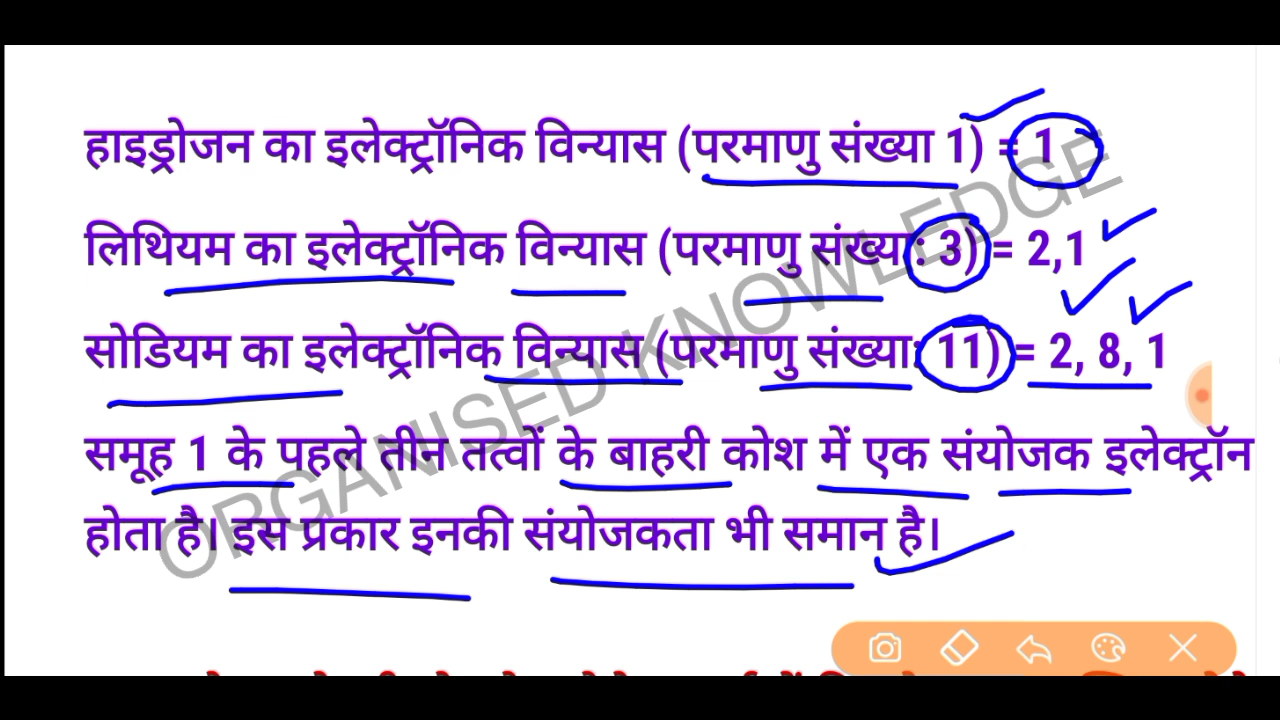 हाइड्रोजन का इलेक्ट्रॉनिक विन्यास (परमाणु संख्या 1) = 1
लिथियम का इलेक्ट्रॉनिक विन्यास (परमाणु संख्या: 3) = 2,1
सोडियम का इलेक्ट्रॉनिक विन्यास (परमाणु संख्या: 11) = 2, 8, 1
समूह 1 के पहले तीन तत्वों के बाहरी कोश में एक संयोजक इलेक्ट्रॉन
होता है। इस प्रकार इनकी संयोजकता भी समान है।
ORGANISED KNOWLEDGE